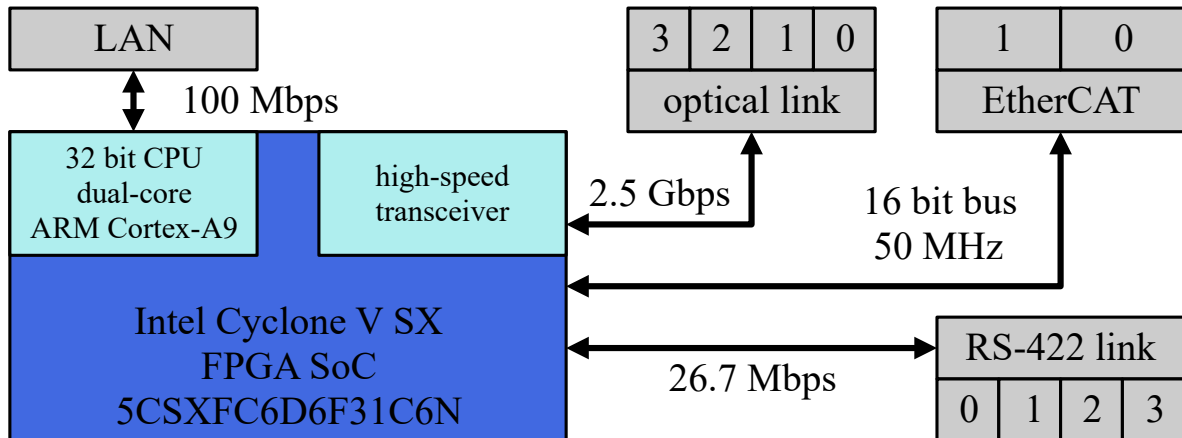 LAN
3 2 1 0
1 0
optical link
EtherCAT
100 Mbps
32 bit CPU
dual-core
ARM Cortex-A9
high-speed
transceiver
2.5 Gbps
16 bit bus
50 MHz
Intel Cyclone V SX
FPGA SoC
5CSXFC6D6F31C6N
26.7 Mbps
RS-422 link
0 1 2 3